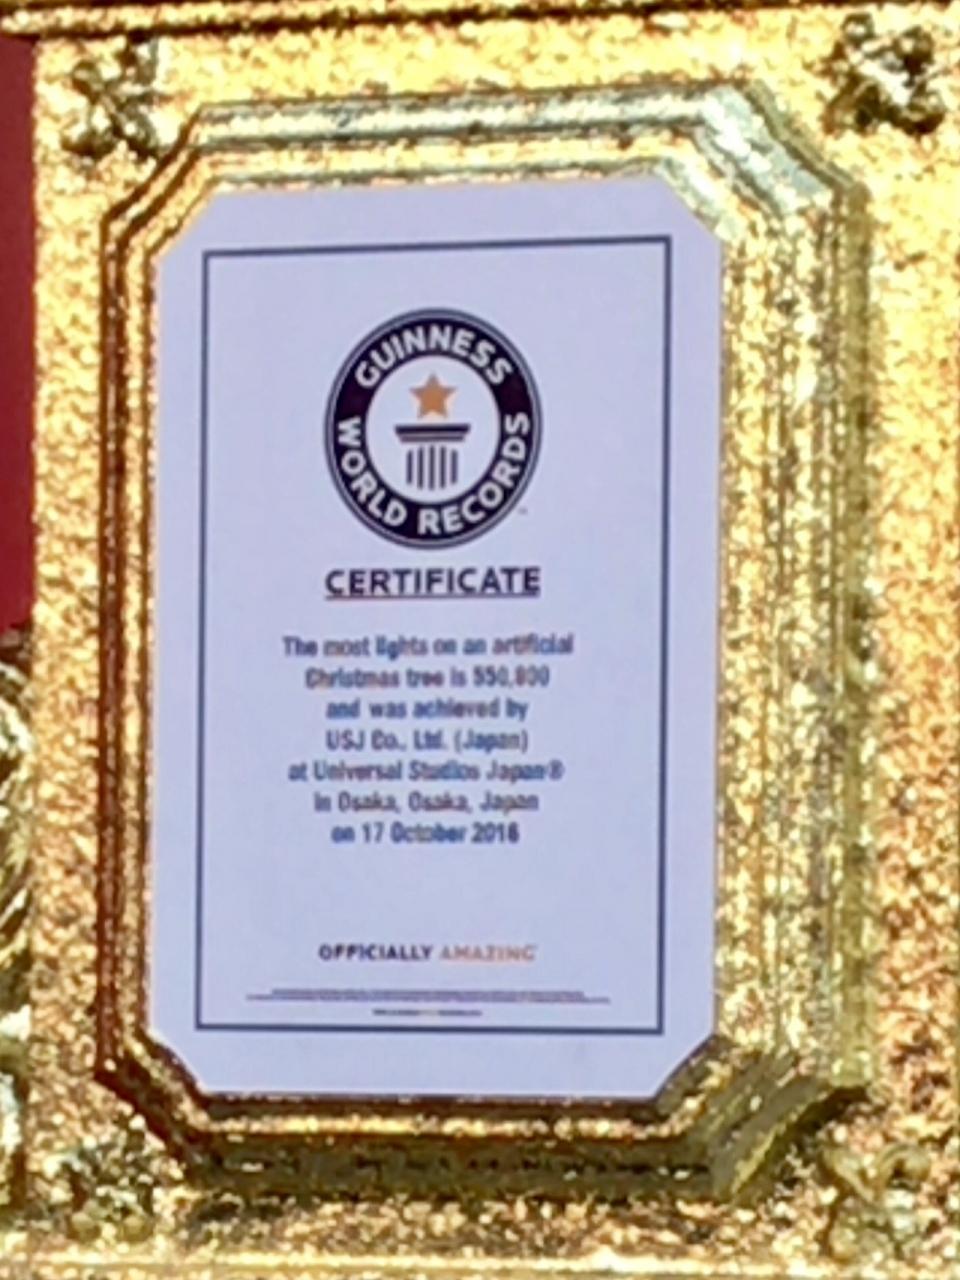 GUINNESS
WORLD RECORDS
CERTIFICATE
The most lights on an artificial
Christmas tree is 550,800
and was achieved by
USJ Co., Ltd. (Japan)
at Universal Studios Japan®
in Osaka, Osaka, Japan
on 17 October 2018
OFFICIALLY AMAZING